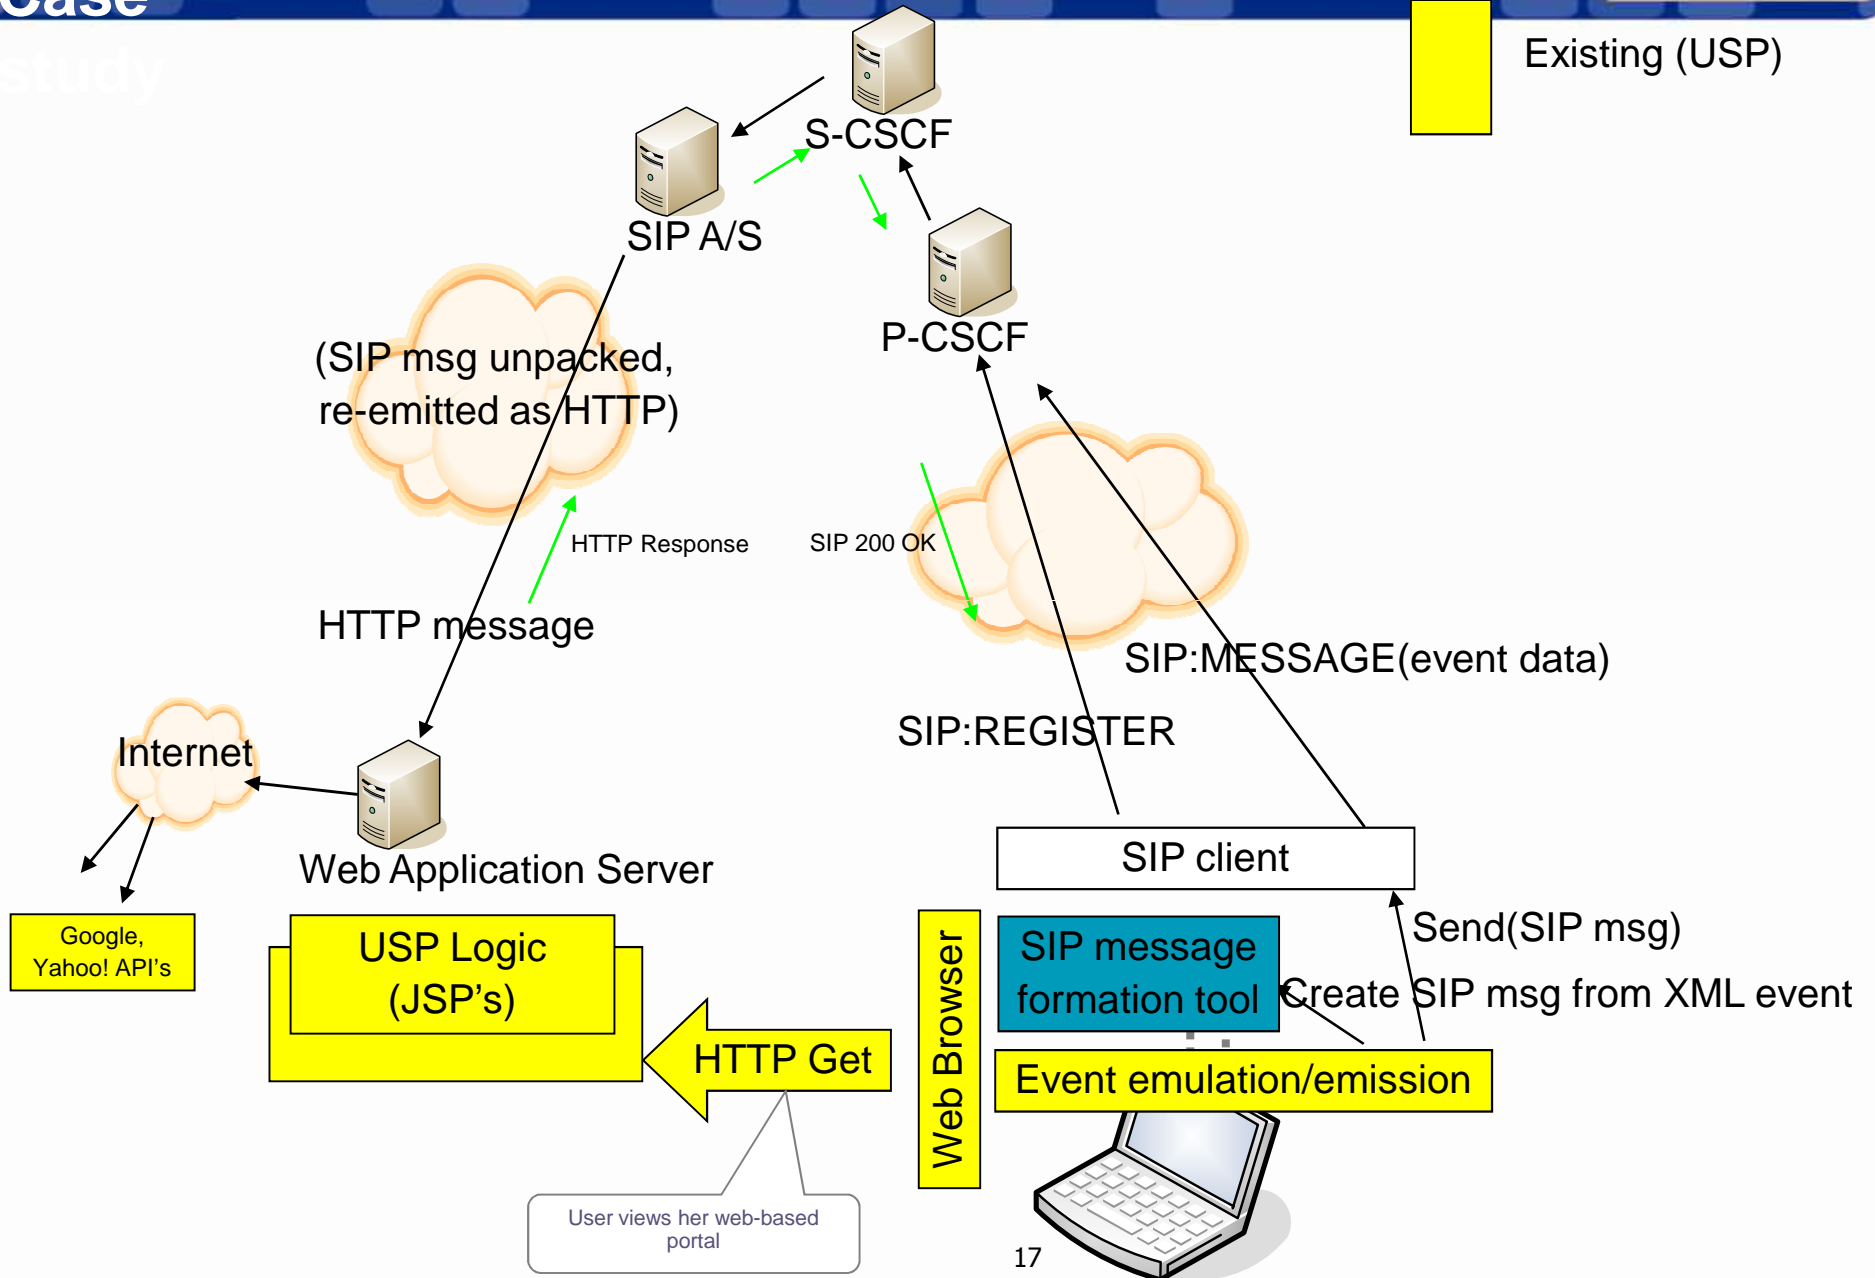 Case
study
Existing (USP)
S-CSCF
SIP A/S
P-CSCF
(SIP msg unpacked,
re-emitted as HTTP)
HTTP Response
SIP 200 OK
HTTP message
SIP:MESSAGE(event data)
SIP:REGISTER
Internet
Web Application Server
SIP client
Google,
Yahoo! API's
USP Logic
(JSP's)
Web Browser
SIP message
formation tool
Send(SIP msg)
Create SIP msg from XML event
HTTP Get
Event emulation/emission
User views her web-based
portal
17